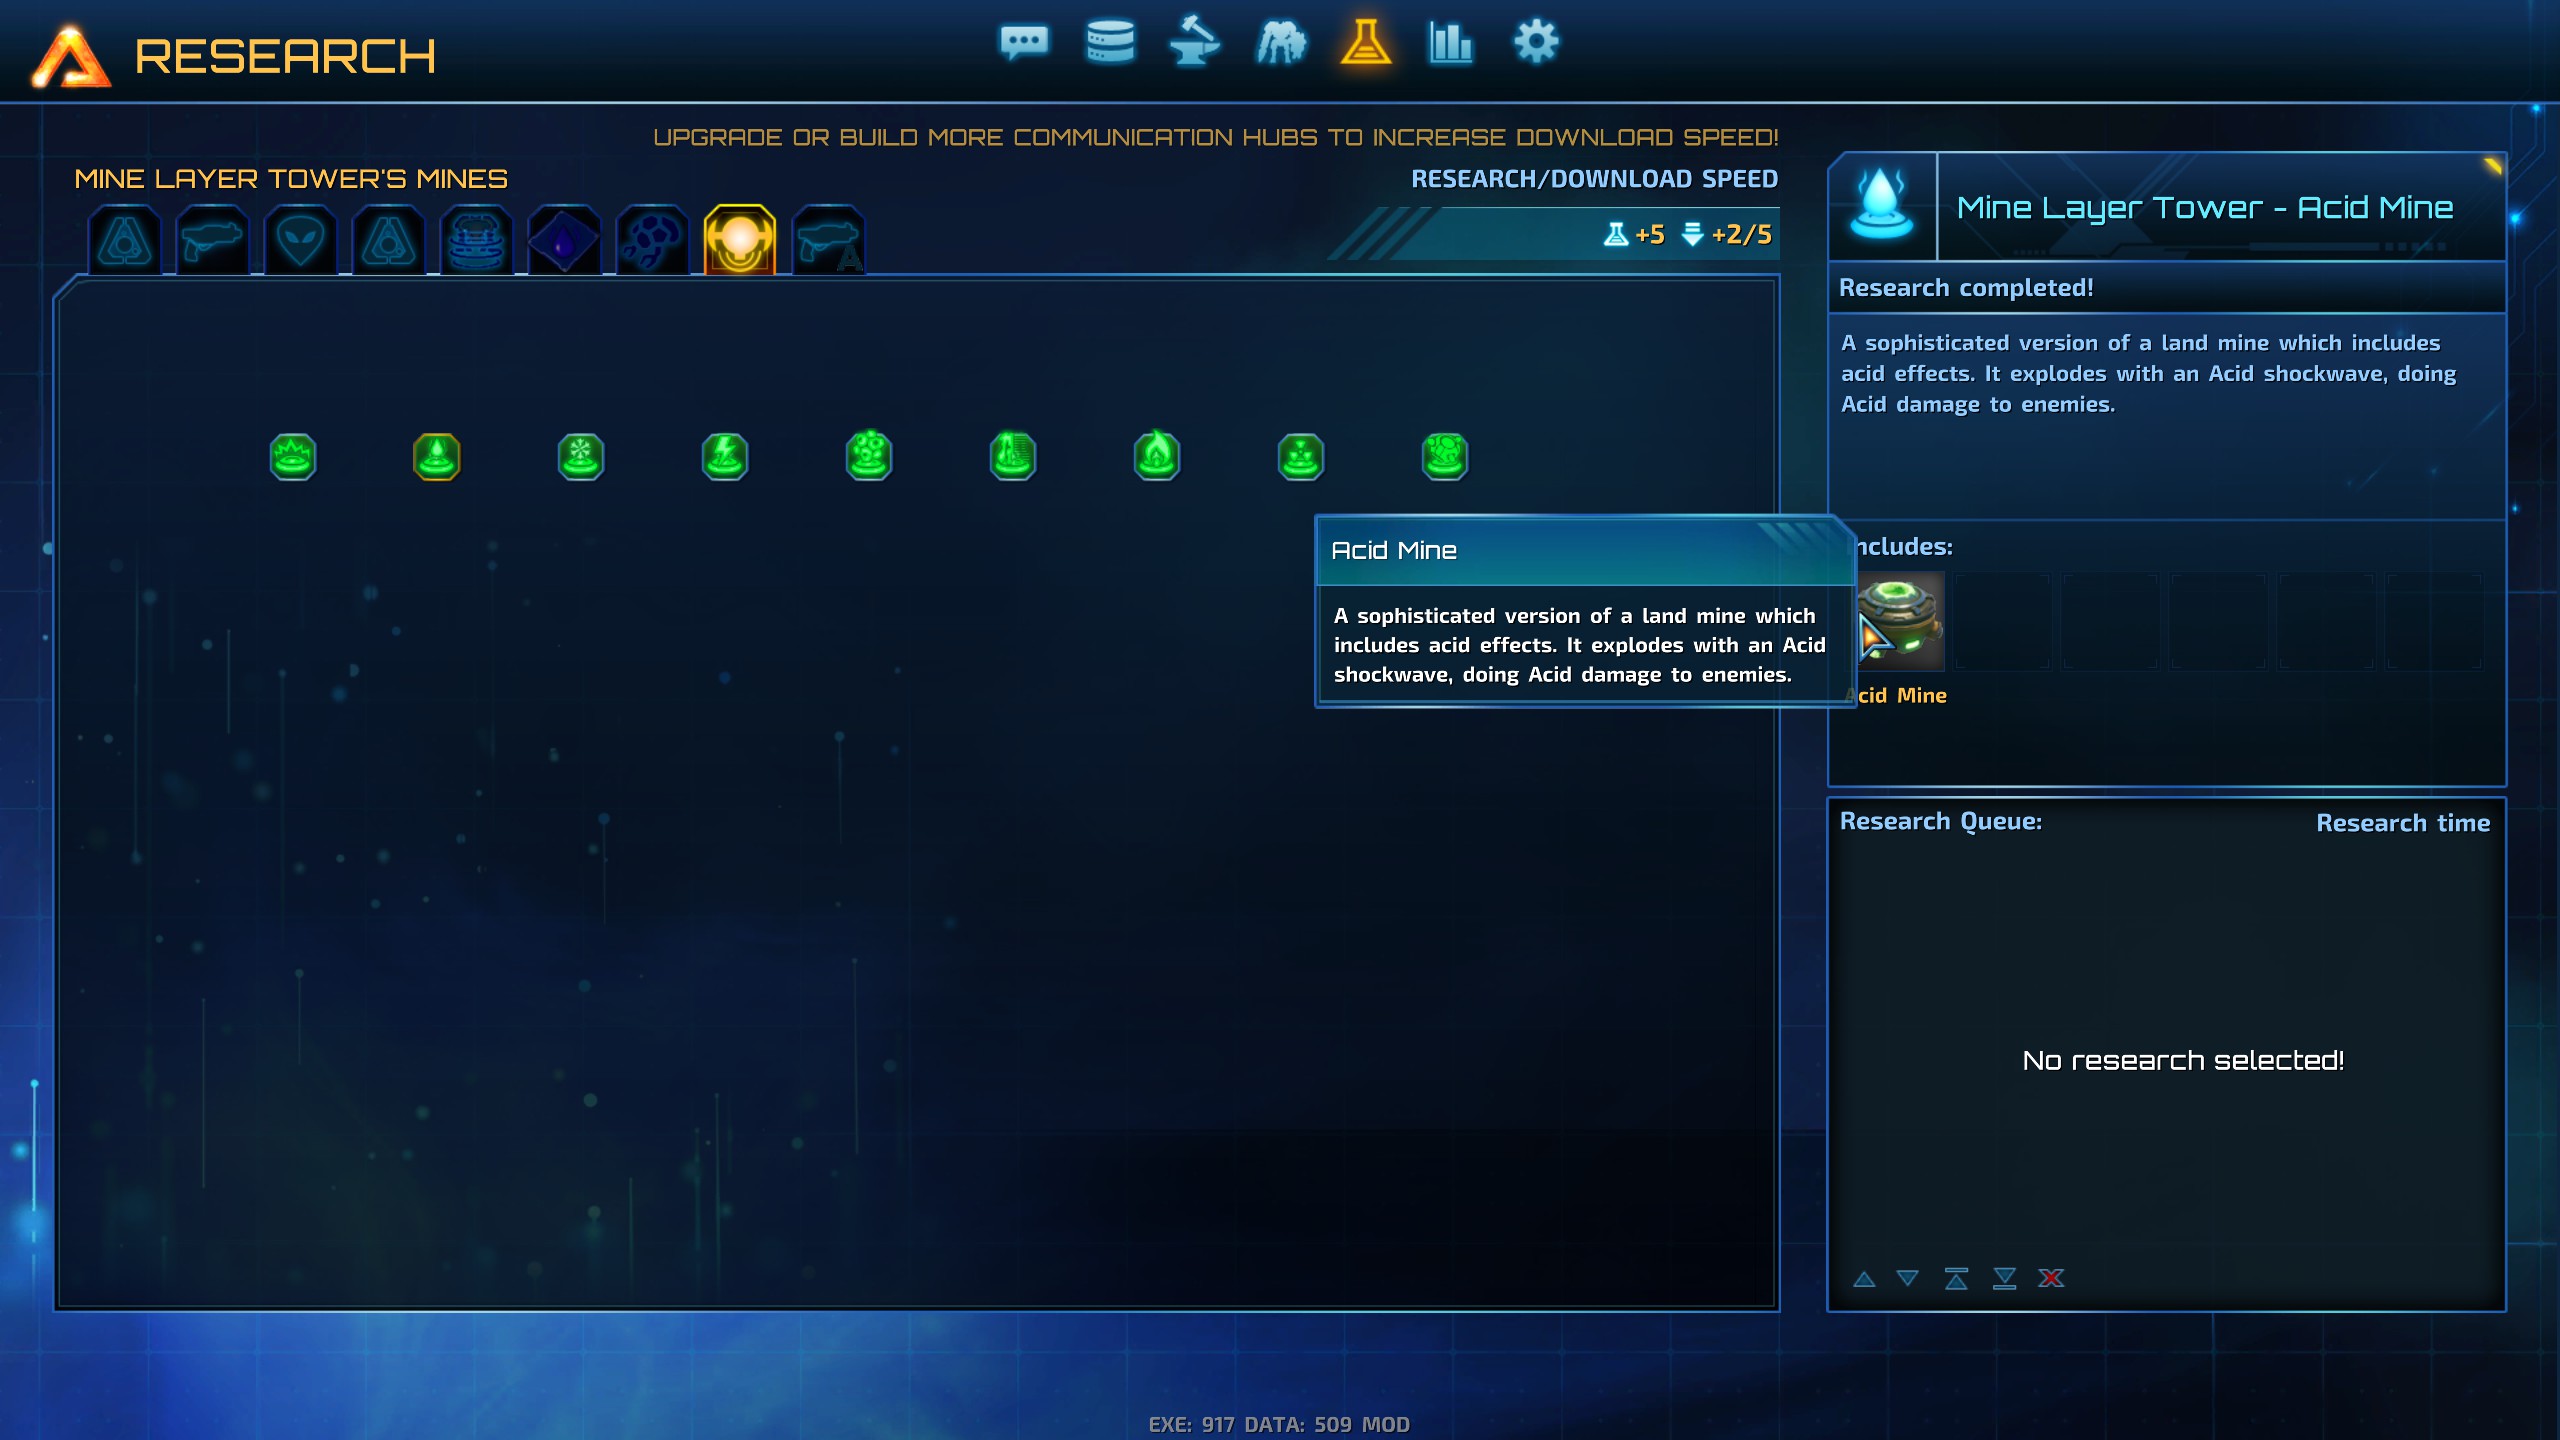 RESEARCH
UPGRADE OR BUILD MORE COMMUNICATION HUBS TO INCREASE DOWNLOAD SPEED!
MINE LAYER TOWER'S MINES
RESEARCH/DOWNLOAD SPEED
+5 +2/5
A
Mine Layer Tower - Acid Mine
Research completed!
A sophisticated version of a land mine which includes
acid effects. It explodes with an Acid shockwave, doing
Acid damage to enemies.
Includes:
Acid Mine
Acid Mine
A sophisticated version of a land mine which
includes acid effects. It explodes with an Acid
shockwave, doing Acid damage to enemies.
Research Queue:
Research time
No research selected!
EXE: 917 DATA: 509 MOD